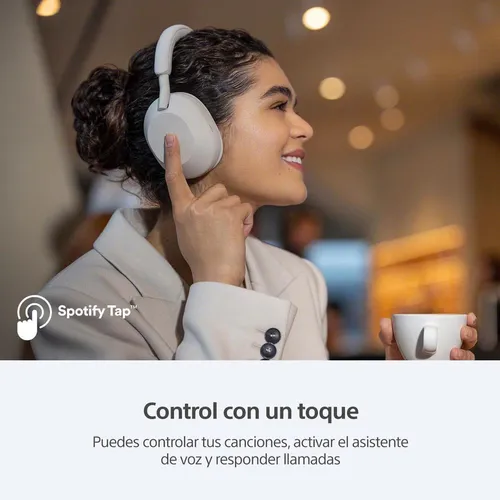 Spotify Tap™
Control con un toque
Puedes controlar tus canciones, activar el asistente
de voz y responder llamadas